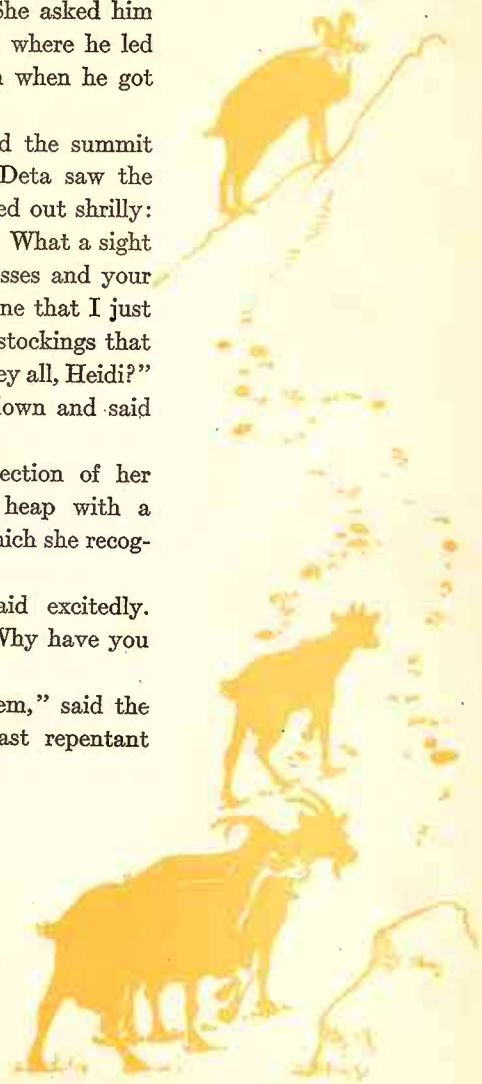 She asked him
where he led
when he got
d the summit
Deta saw the
ed out shrilly:
What a sight
sses and your
ne that I just
stockings that
ey all, Heidi?"
own and said
ection of her
heap with a
ich she recog-
aid excitedly.
Why have you
em," said the
ast repentant